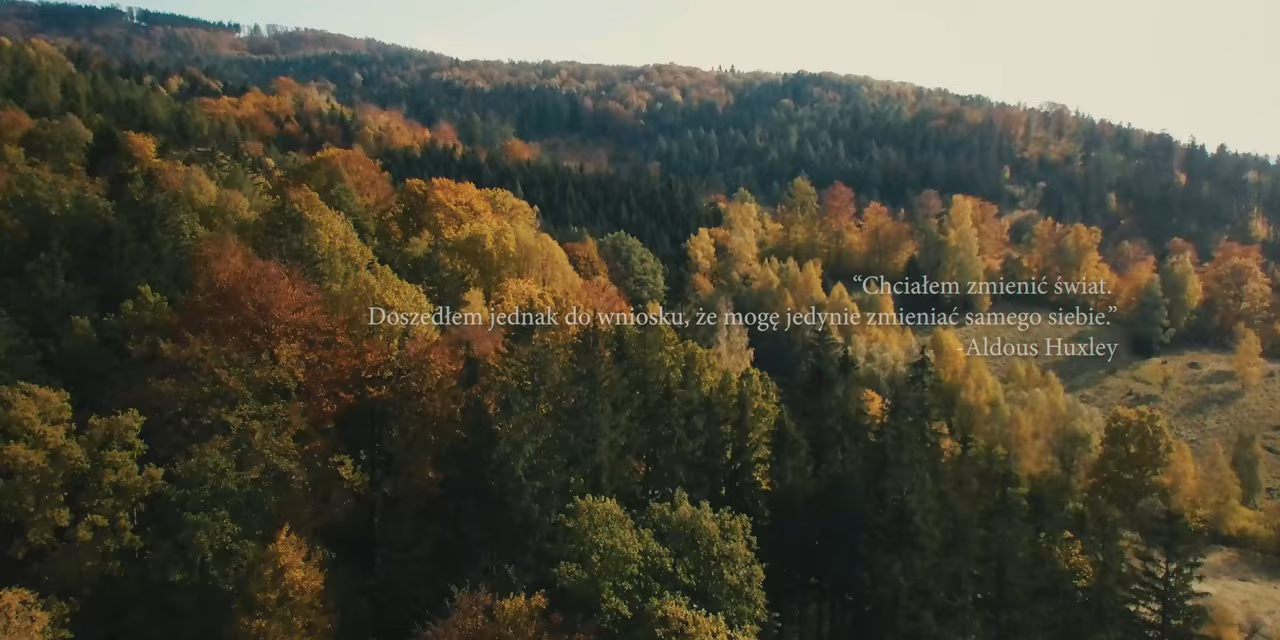 “Chciałem zmienić świat.
Doszedłem jednak do wniosku, że mogę jedynie zmieniać samego siebie.”
-Aldous Huxley